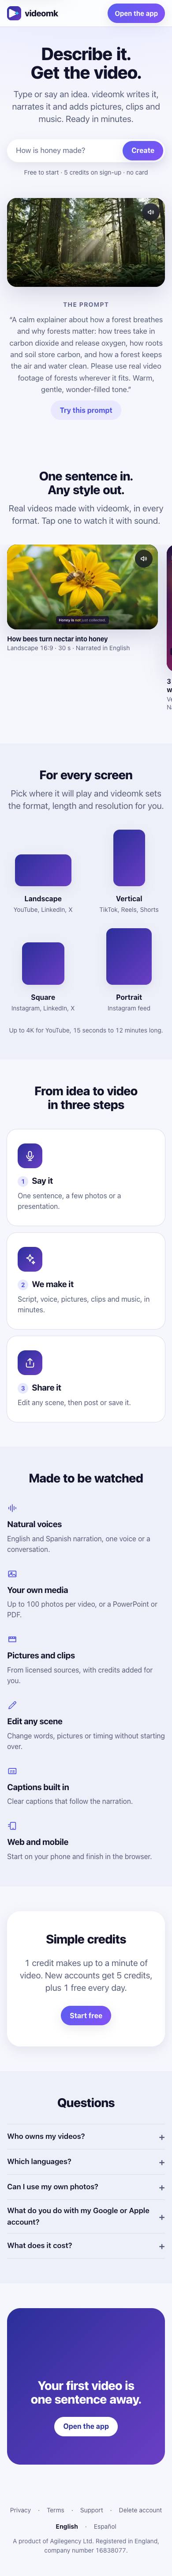 videomk
Open the app
Describe it.
Get the video.
Type or say an idea. videomk writes it,
narrates it and adds pictures, clips and
music. Ready in minutes.
How is honey made?
Create
Free to start · 5 credits on sign-up · no card
THE PROMPT
“A calm explainer about how a forest breathes
and why forests matter: how trees take in
carbon dioxide and release oxygen, how roots
and soil store carbon, and how a forest keeps
the air and water clean. Please use real video
footage of forests wherever it fits. Warm,
gentle, wonder-filled tone.”
Try this prompt
One sentence in.
Any style out.
Real videos made with videomk, in every
format. Tap one to watch it with sound.
How bees turn nectar into honey
Landscape 16:9 · 30 s · Narrated in English
For every screen
Pick where it will play and videomk sets
the format, length and resolution for you.
Landscape
YouTube, LinkedIn, X
Vertical
TikTok, Reels, Shorts
Square
Instagram, LinkedIn, X
Portrait
Instagram feed
Up to 4K for YouTube, 15 seconds to 12 minutes long.
From idea to video
in three steps
1 Say it
One sentence, a few photos or a
presentation.
2 We make it
Script, voice, pictures, clips and music, in
minutes.
3 Share it
Edit any scene, then post or save it.
Made to be watched
Natural voices
English and Spanish narration, one voice or a
conversation.
Your own media
Up to 100 photos per video, or a PowerPoint or
PDF.
Pictures and clips
From licensed sources, with credits added for
you.
Edit any scene
Change words, pictures or timing without starting
over.
Captions built in
Clear captions that follow the narration.
Web and mobile
Start on your phone and finish in the browser.
Simple credits
1 credit makes up to a minute of
video. New accounts get 5 credits,
plus 1 free every day.
Start free
Questions
Who owns my videos? +
Which languages? +
Can I use my own photos? +
What do you do with my Google or Apple
account? +
What does it cost? +
Your first video is
one sentence away.
Open the app
Privacy · Terms · Support · Delete account
English · Español
A product of Agilegency Ltd. Registered in England,
company number 16838077.